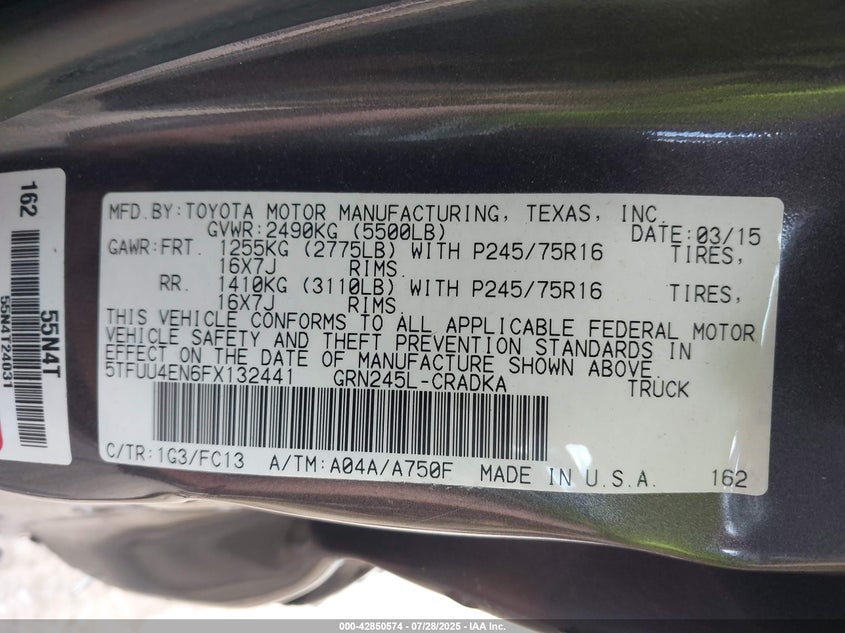 162
55N4T
55N4T24031
MFD.BY:TOYOTA MOTOR MANUFACTURING, TEXAS, INC.
GVWR:2490KG (5500LB) DATE:03/15
GAWR:FRT. 1255KG (2775LB) WITH P245/75R16 TIRES,
16X7J RIMS.
RR. 1410KG (3110LB) WITH P245/75R16 TIRES,
16X7J RIMS.
THIS VEHICLE CONFORMS TO ALL APPLICABLE FEDERAL MOTOR
VEHICLE SAFETY AND THEFT PREVENTION STANDARDS IN
EFFECT ON THE DATE OF MANUFACTURE SHOWN ABOVE.
5TFUU4EN6FX132441 GRN245L-CRADKA TRUCK
C/TR:1G3/FC13 A/TM:A04A/A750F MADE IN U.S.A. 162
000-42850574 | 07/28/2025 - IAA Inc.